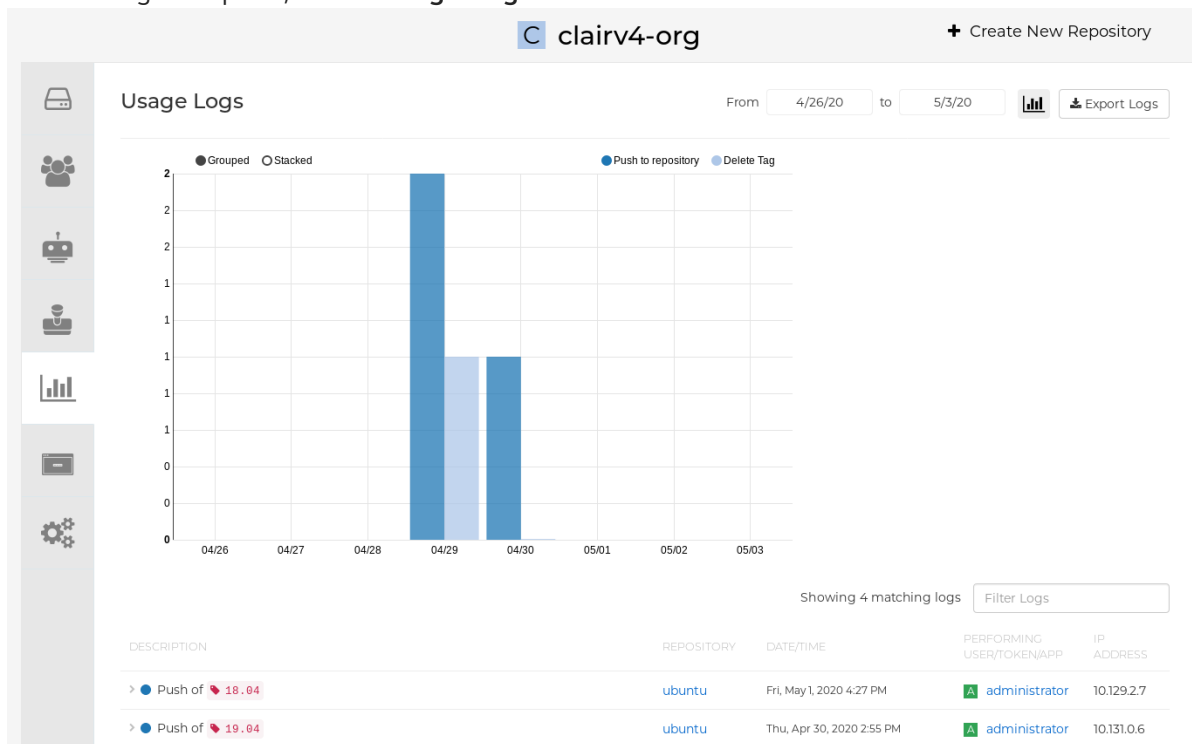 C clairv4-org
+ Create New Repository
Usage Logs
From 4/26/20 to 5/3/20
Export Logs
Grouped Stacked
Push to repository Delete Tag
2
2
2
1
1
1
1
1
0
0
0
04/26 04/27 04/28 04/29 04/30 05/01 05/02 05/03
Showing 4 matching logs Filter Logs
DESCRIPTION REPOSITORY DATE/TIME PERFORMING USER/TOKEN/APP IP ADDRESS
Push of 18.04 ubuntu Fri, May 1, 2020 4:27 PM A administrator 10.129.2.7
Push of 19.04 ubuntu Thu, Apr 30, 2020 2:55 PM A administrator 10.131.0.6